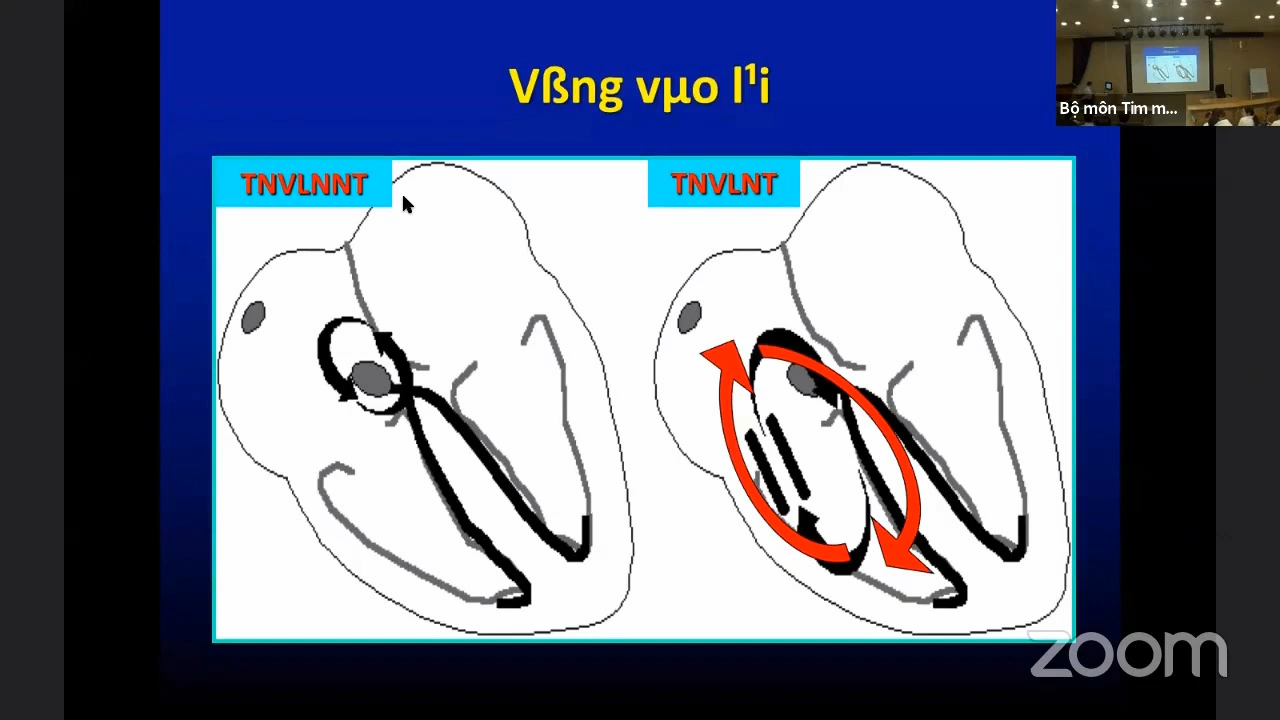 Vßng vµo l¹i
Bộ môn Tim m...
TNVLNNT
TNVLNT
zoom